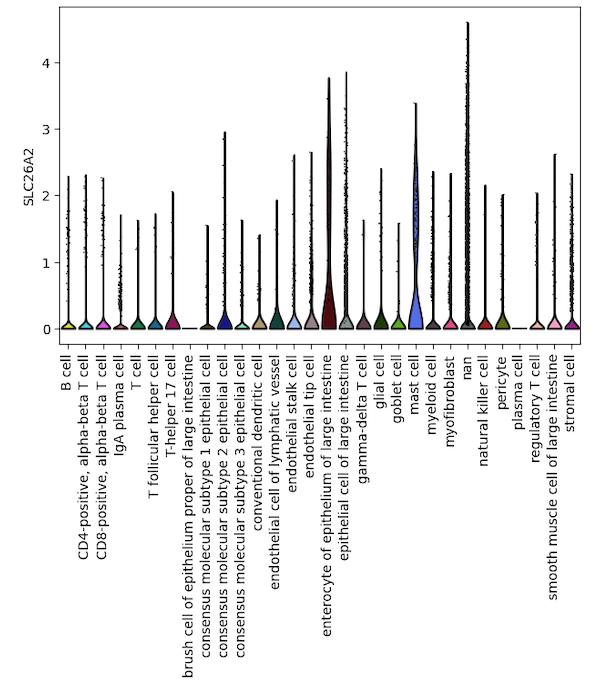 SLC26A2
4
3
2
1
0
B cell
CD4-positive, alpha-beta T cell
CD8-positive, alpha-beta T cell
IgA plasma cell
T cell
T follicular helper cell
T-helper 17 cell
brush cell of epithelium proper of large intestine
consensus molecular subtype 1 epithelial cell
consensus molecular subtype 2 epithelial cell
consensus molecular subtype 3 epithelial cell
conventional dendritic cell
endothelial cell of lymphatic vessel
endothelial stalk cell
endothelial tip cell
enterocyte of epithelium of large intestine
epithelial cell of large intestine
gamma-delta T cell
glial cell
goblet cell
mast cell
myeloid cell
myofibroblast
nan
natural killer cell
pericyte
plasma cell
regulatory T cell
smooth muscle cell of large intestine
stromal cell